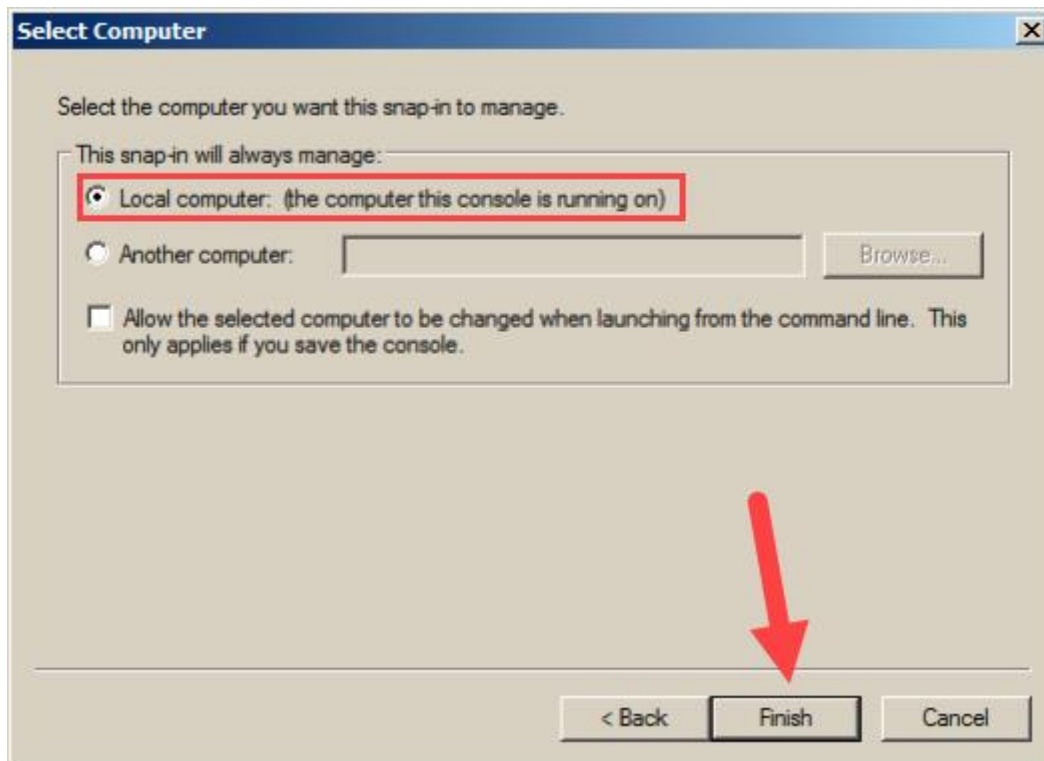 Select Computer
Select the computer you want this snap-in to manage.
This snap-in will always manage:
Local computer: (the computer this console is running on)
Another computer:
Browse...
Allow the selected computer to be changed when launching from the command line. This
only applies if you save the console.
< Back
Finish
Cancel